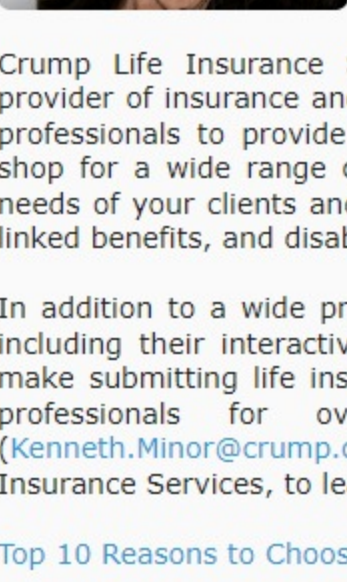 Crump Life Insurance
provider of insurance an
professionals to provide
shop for a wide range
needs of your clients an
linked benefits, and disab
In addition to a wide pr
including their interactiv
make submitting life ins
professionals for ov
(Kenneth.Minor@crump.c
Insurance Services, to le
Top 10 Reasons to Choos